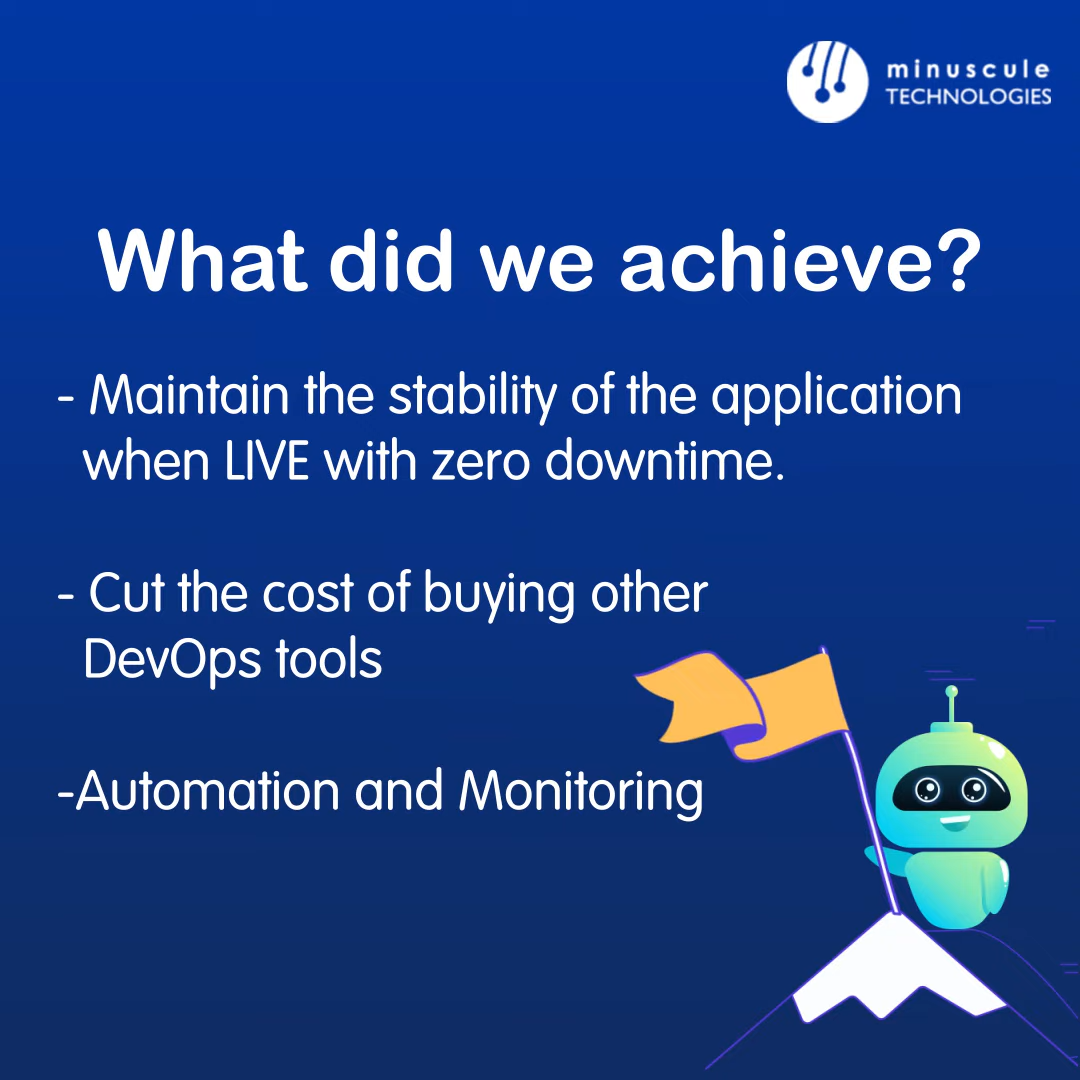 minuscule
TECHNOLOGIES
What did we achieve?
- Maintain the stability of the application
when LIVE with zero downtime.
- Cut the cost of buying other
DevOps tools
-Automation and Monitoring